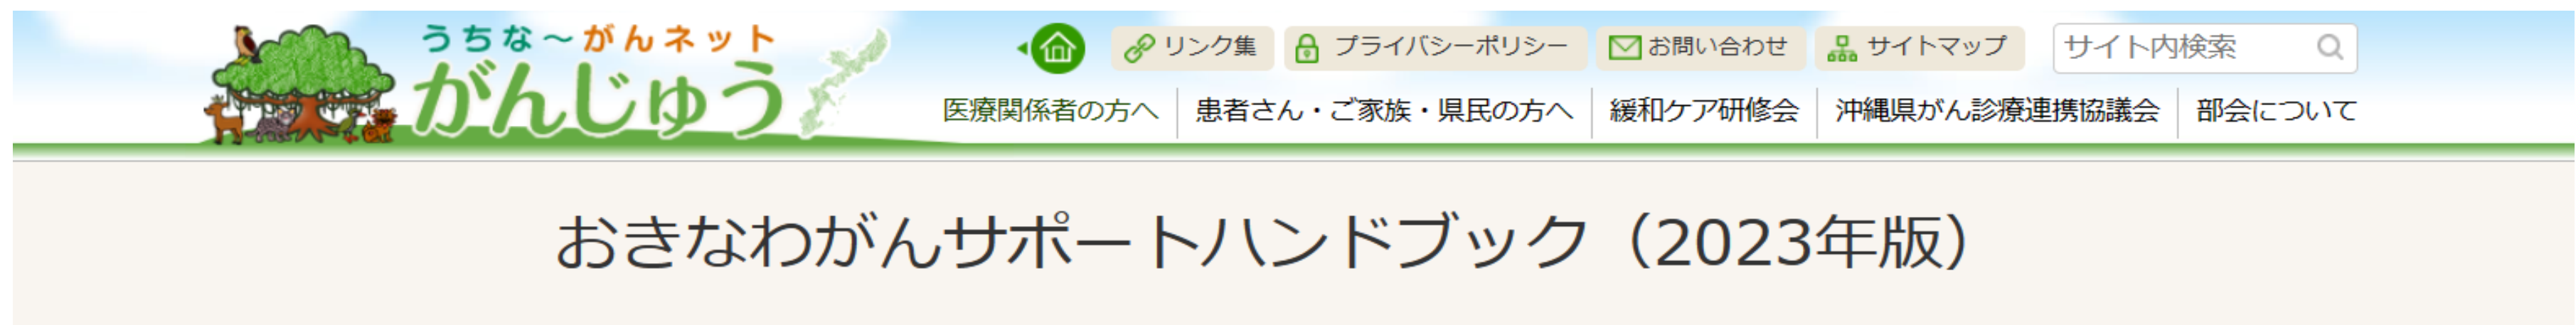 うちな～がんネット
がんじゅう
リンク集 プライバシーポリシー お問い合わせ サイトマップ サイト内検索
医療関係者の方へ 患者さん・ご家族・県民の方へ 緩和ケア研修会 沖縄県がん診療連携協議会 部会について
おきなわがんサポートハンドブック（2023年版）